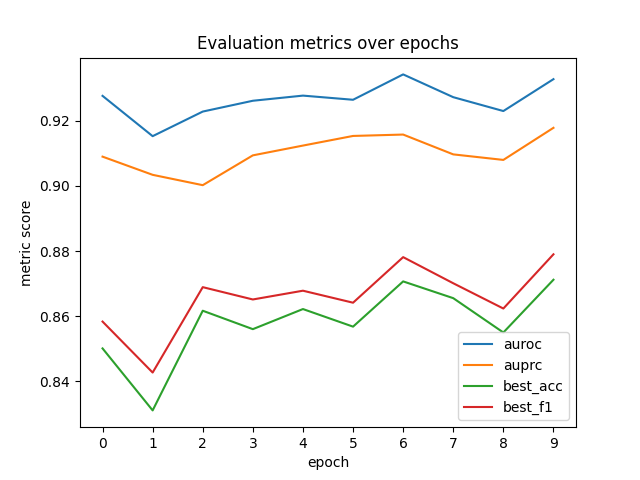 Evaluation metrics over epochs
metric score
0.92
0.90
0.88
0.86
0.84
0 1 2 3 4 5 6 7 8 9
epoch
auroc
auprc
best_acc
best_f1